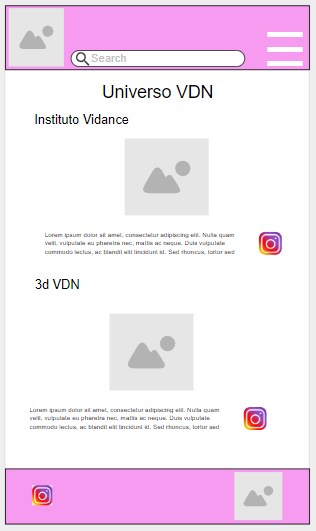 Search
Universo VDN
Instituto Vidance
Lorem ipsum dolor sit amet, consectetur adipiscing elit. Nulla quam
velit, vulputate eu pharetra nec, mattis ac neque. Duis vulputate
commodo lectus, ac blandit elit tincidunt id. Sed rhoncus, tortor sed
3d VDN
Lorem ipsum dolor sit amet, consectetur adipiscing elit. Nulla quam
velit, vulputate eu pharetra nec, mattis ac neque. Duis vulputate
commodo lectus, ac blandit elit tincidunt id. Sed rhoncus, tortor sed